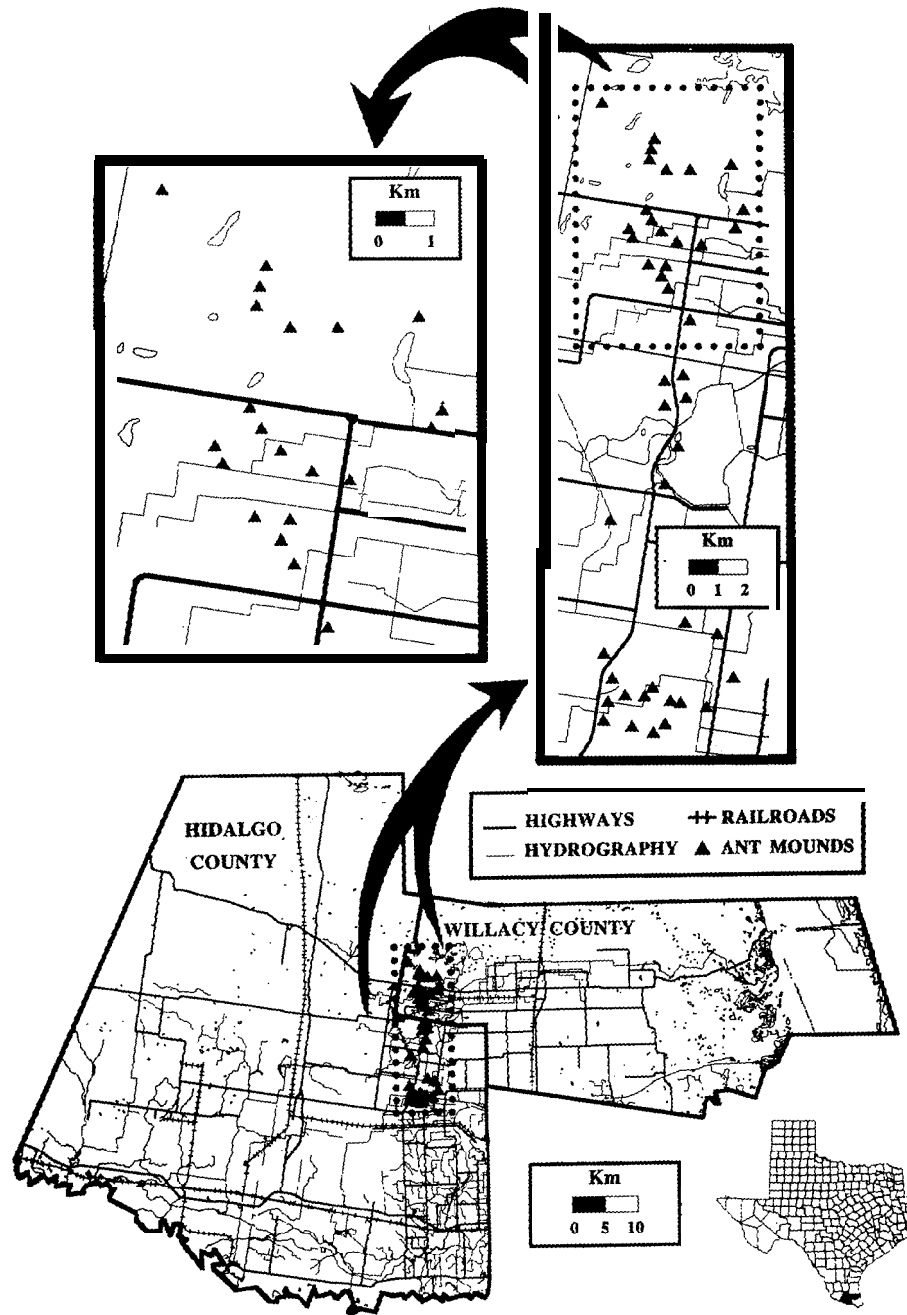 Km
0 1
Km
0 1 2
HIGHWAYS
RAILROADS
HYDROGRAPHY
ANT MOUNDS
HIDALGO
COUNTY
WILLACY COUNTY
Km
0 5 10